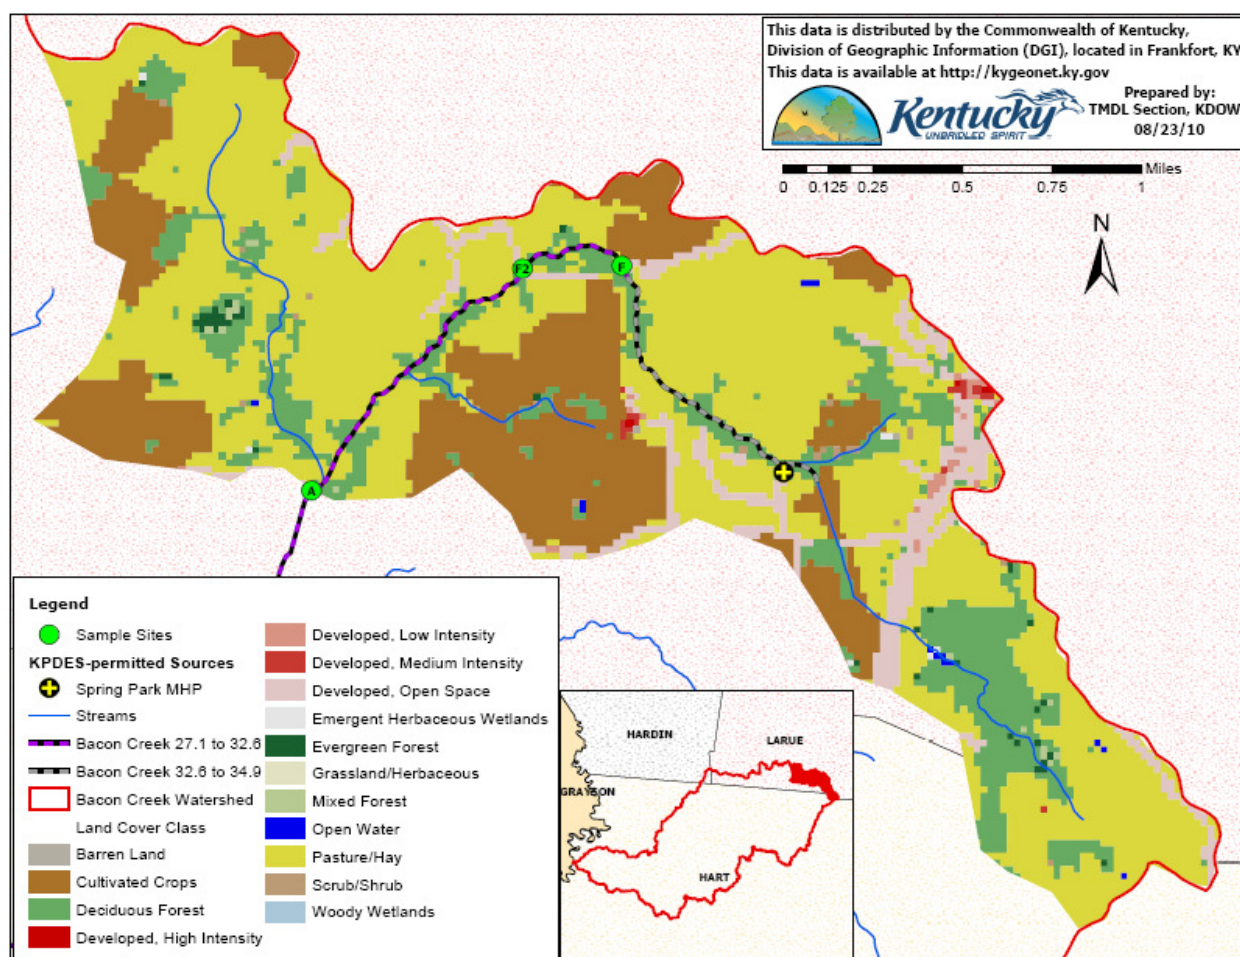 This data is distributed by the Commonwealth of Kentucky,
Division of Geographic Information (DGI), located in Frankfort, KY
This data is available at http://kygeonet.ky.gov
Kentucky
UNBRIDLED SPIRIT
Prepared by:
TMDL Section, KDOW
08/23/10
Miles
0 0.125 0.25 0.5 0.75 1
N
F2
F
A
Legend
Sample Sites
KPDES-permitted Sources
Spring Park MHP
Streams
Bacon Creek 27.1 to 32.6
Bacon Creek 32.6 to 34.9
Bacon Creek Watershed
Land Cover Class
Barren Land
Cultivated Crops
Deciduous Forest
Developed, High Intensity
Developed, Low Intensity
Developed, Medium Intensity
Developed, Open Space
Emergent Herbaceous Wetlands
Evergreen Forest
Grassland/Herbaceous
Mixed Forest
Open Water
Pasture/Hay
Scrub/Shrub
Woody Wetlands
HARDIN
LARUE
GRAYSON
HART